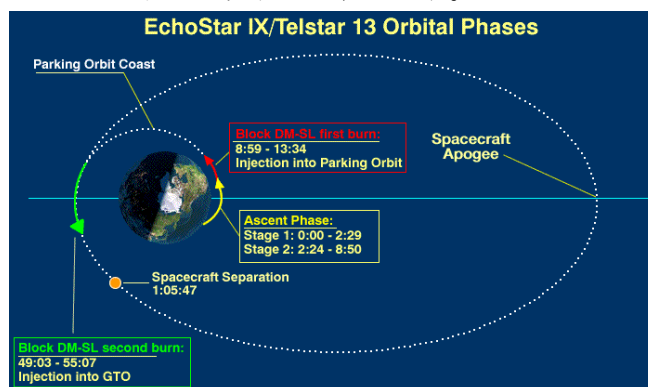 EchoStar IX/Telstar 13 Orbital Phases
Parking Orbit Coast
Block DM-SL first burn:
8:59 - 13:34
Injection into Parking Orbit
Spacecraft
Apogee
Ascent Phase:
Stage 1: 0:00 - 2:29
Stage 2: 2:24 - 8:50
Spacecraft Separation
1:05:47
Block DM-SL second burn:
49:03 - 55:07
Injection into GTO